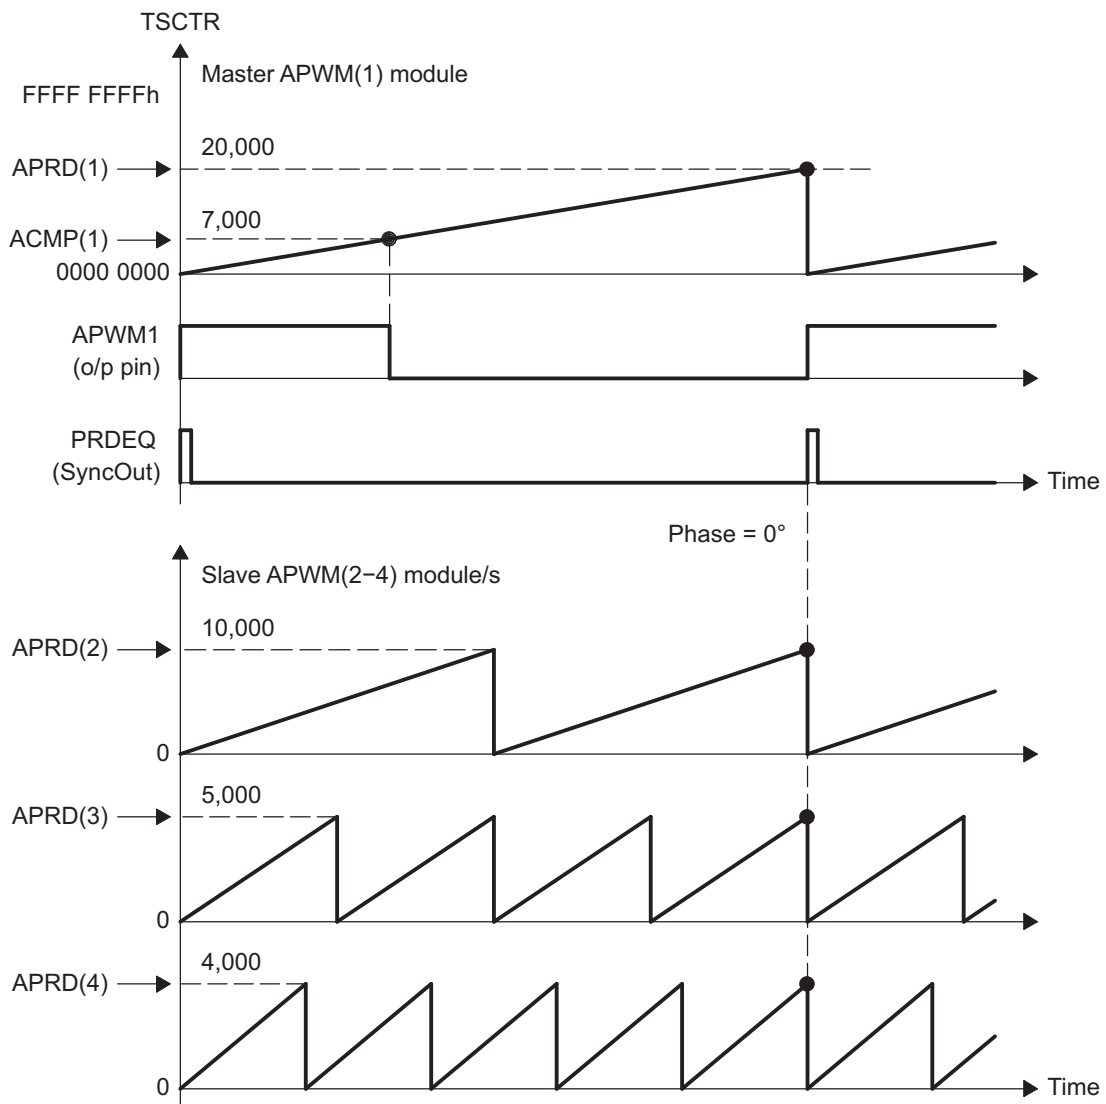 TSCTR
Master APWM(1) module
FFFF FFFFh
20,000
APRD(1)
7,000
ACMP(1)
0000 0000
APWM1
(o/p pin)
PRDEQ
(SyncOut)
Time
Phase = 0°
Slave APWM(2−4) module/s
10,000
APRD(2)
0
5,000
APRD(3)
0
4,000
APRD(4)
0
Time